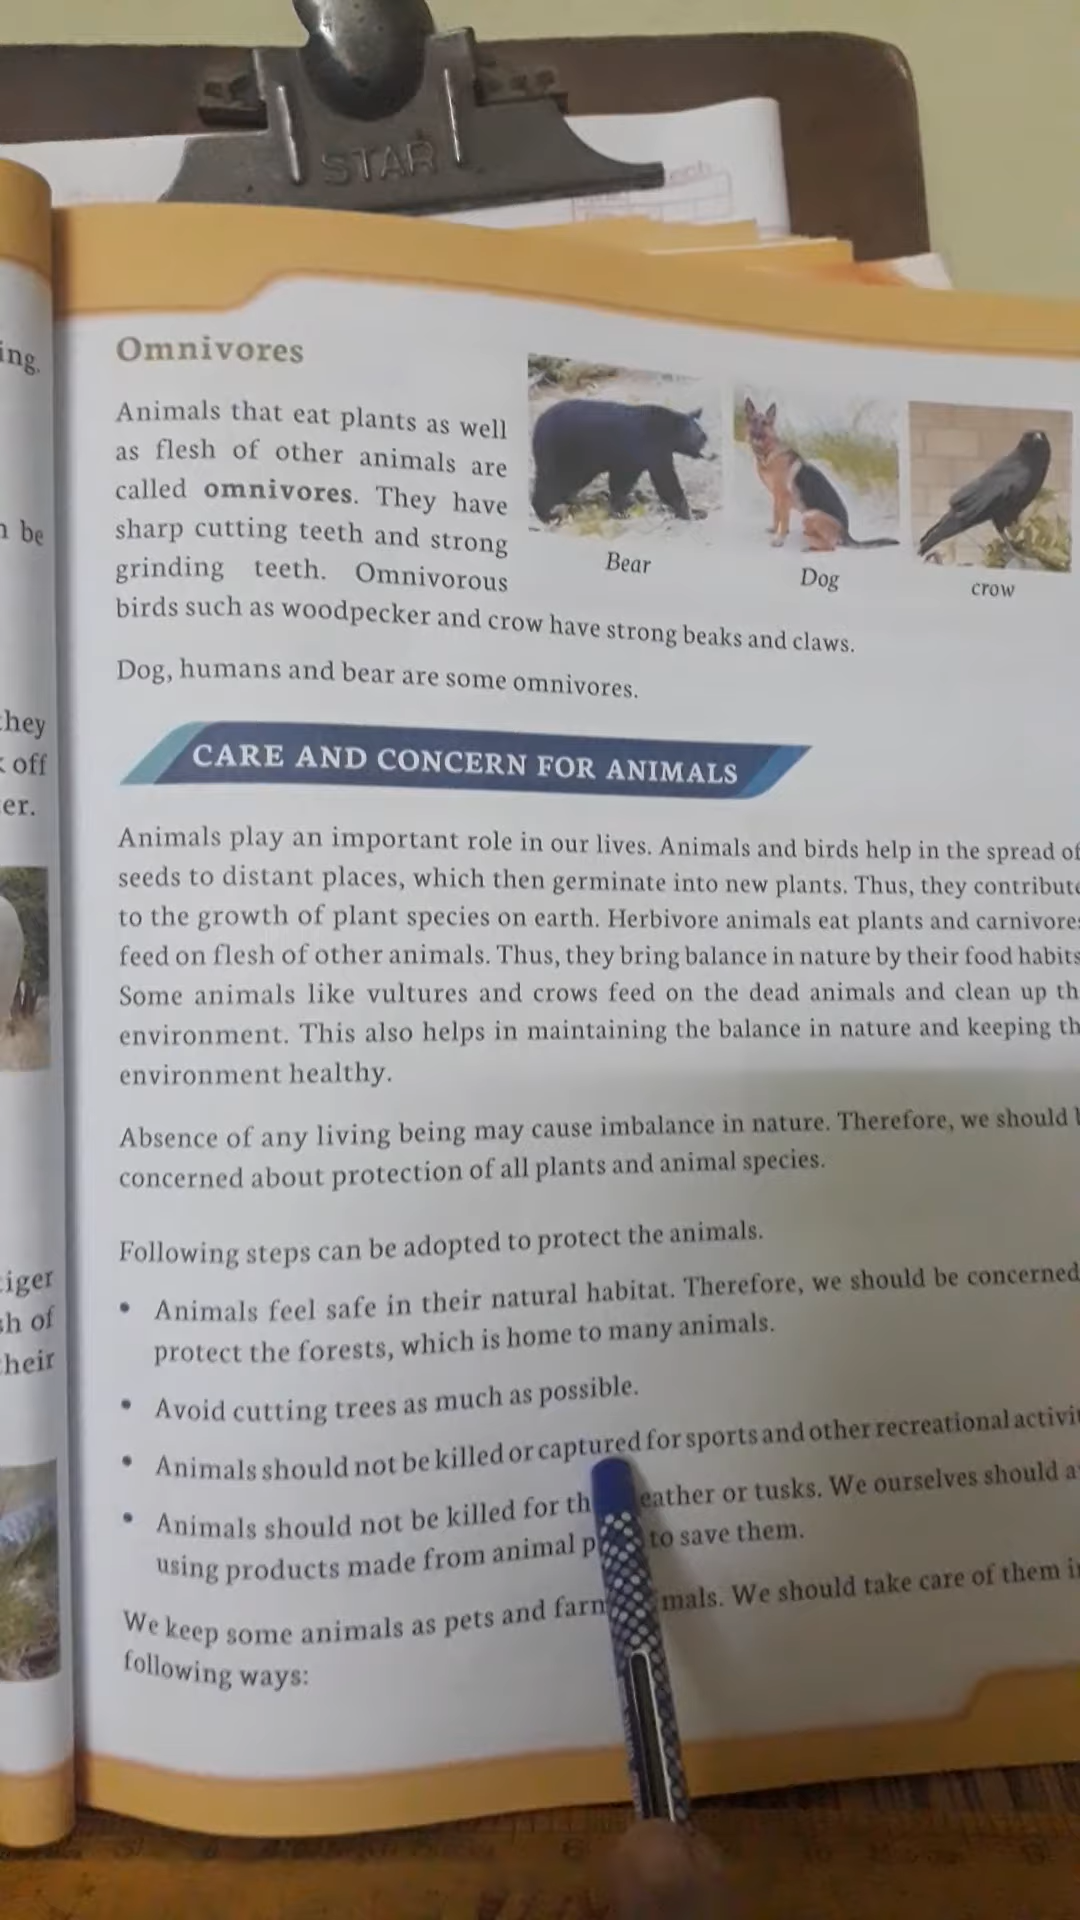 STAR
ing.
n be
they
off
er.
tiger
sh of
their
Omnivores
Animals that eat plants as well
as flesh of other animals are
called omnivores. They have
sharp cutting teeth and strong
grinding teeth. Omnivorous
birds such as woodpecker and crow have strong beaks and claws.
Bear
Dog
crow
Dog, humans and bear are some omnivores.
CARE AND CONCERN FOR ANIMALS
Animals play an important role in our lives. Animals and birds help in the spread of
seeds to distant places, which then germinate into new plants. Thus, they contribute
to the growth of plant species on earth. Herbivore animals eat plants and carnivores
feed on flesh of other animals. Thus, they bring balance in nature by their food habits
Some animals like vultures and crows feed on the dead animals and clean up th
environment. This also helps in maintaining the balance in nature and keeping th
environment healthy.
Absence of any living being may cause imbalance in nature. Therefore, we should
concerned about protection of all plants and animal species.
Following steps can be adopted to protect the animals.
• Animals feel safe in their natural habitat. Therefore, we should be concerned
protect the forests, which is home to many animals.
• Avoid cutting trees as much as possible.
• Animals should not be killed or captured for sports and other recreational activit
• Animals should not be killed for th eather or tusks. We ourselves should a
using products made from animal p to save them.
We keep some animals as pets and farm mals. We should take care of them in
following ways: